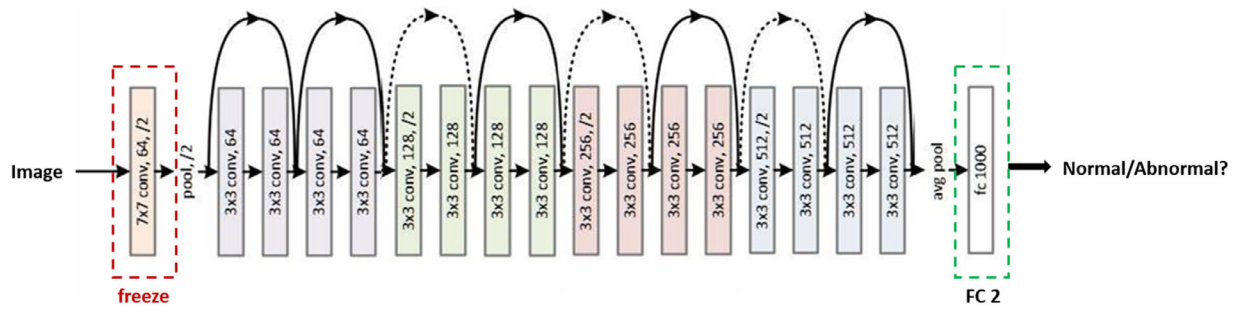 Image
7x7 conv, 64, /2
freeze
pool, /2
3x3 conv, 64
3x3 conv, 64
3x3 conv, 64
3x3 conv, 64
3x3 conv, 128, /2
3x3 conv, 128
3x3 conv, 128
3x3 conv, 128
3x3 conv, 256, /2
3x3 conv, 256
3x3 conv, 256
3x3 conv, 256
3x3 conv, 512, /2
3x3 conv, 512
3x3 conv, 512
3x3 conv, 512
avg pool
fc 1000
FC 2
Normal/Abnormal?